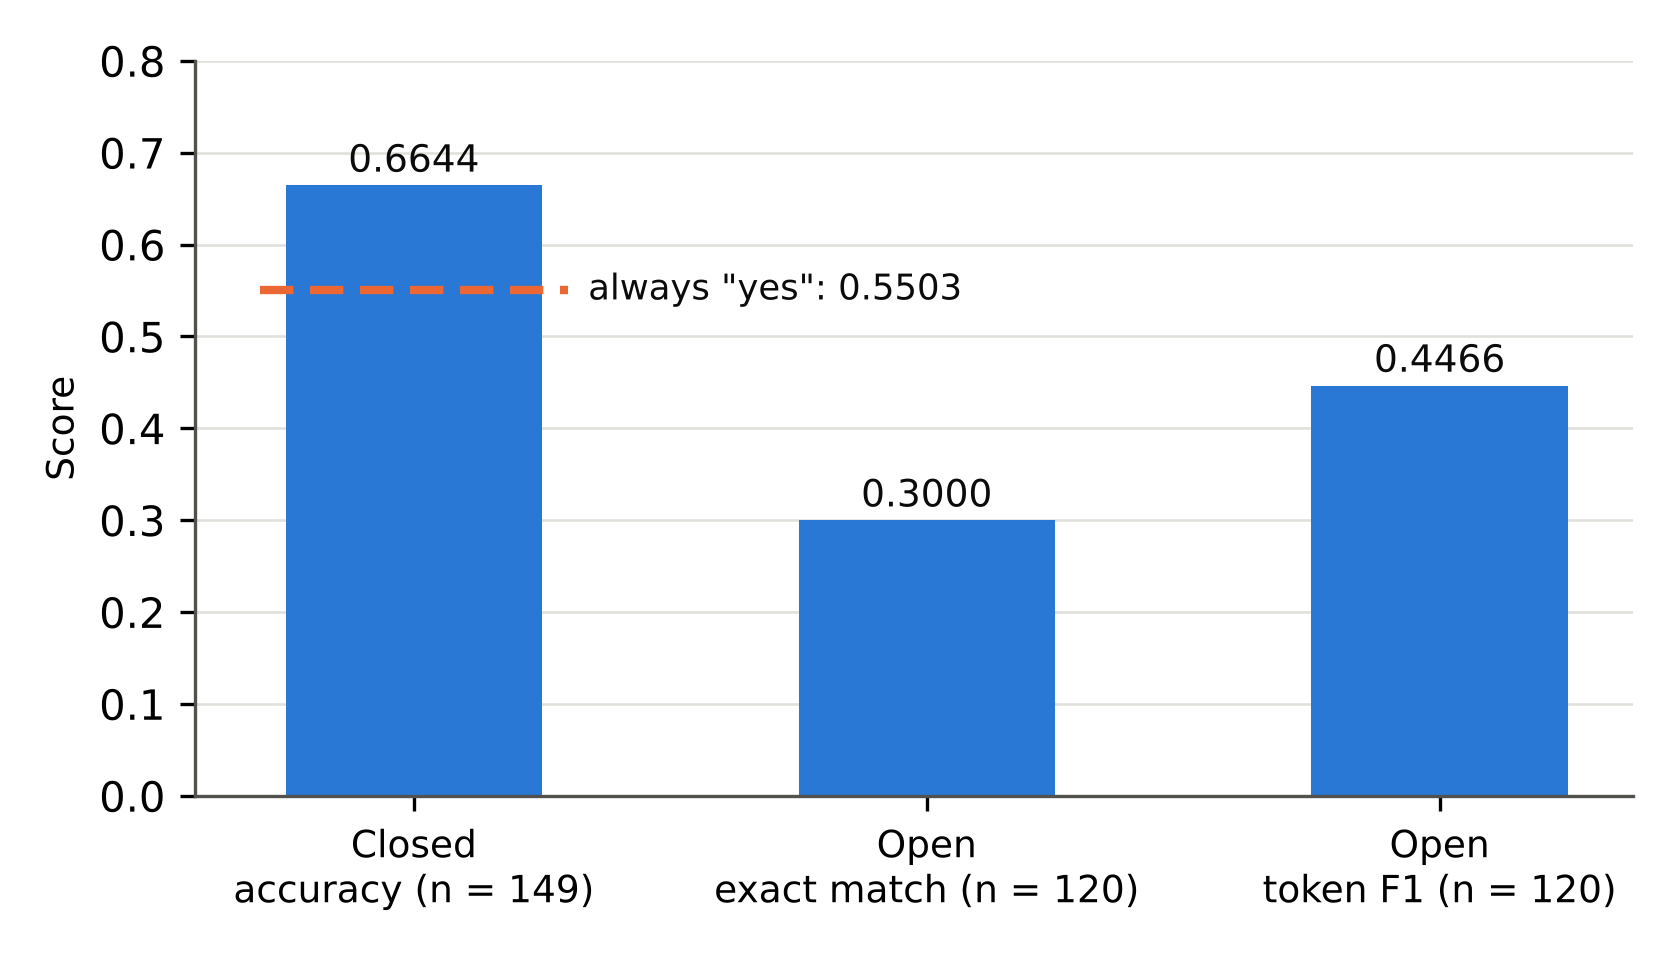 0.8
0.7
0.6644
0.6
always "yes": 0.5503
0.5
0.4466
Score
0.4
0.3000
0.3
0.2
0.1
0.0
Closed
accuracy (n = 149)
Open
exact match (n = 120)
Open
token F1 (n = 120)